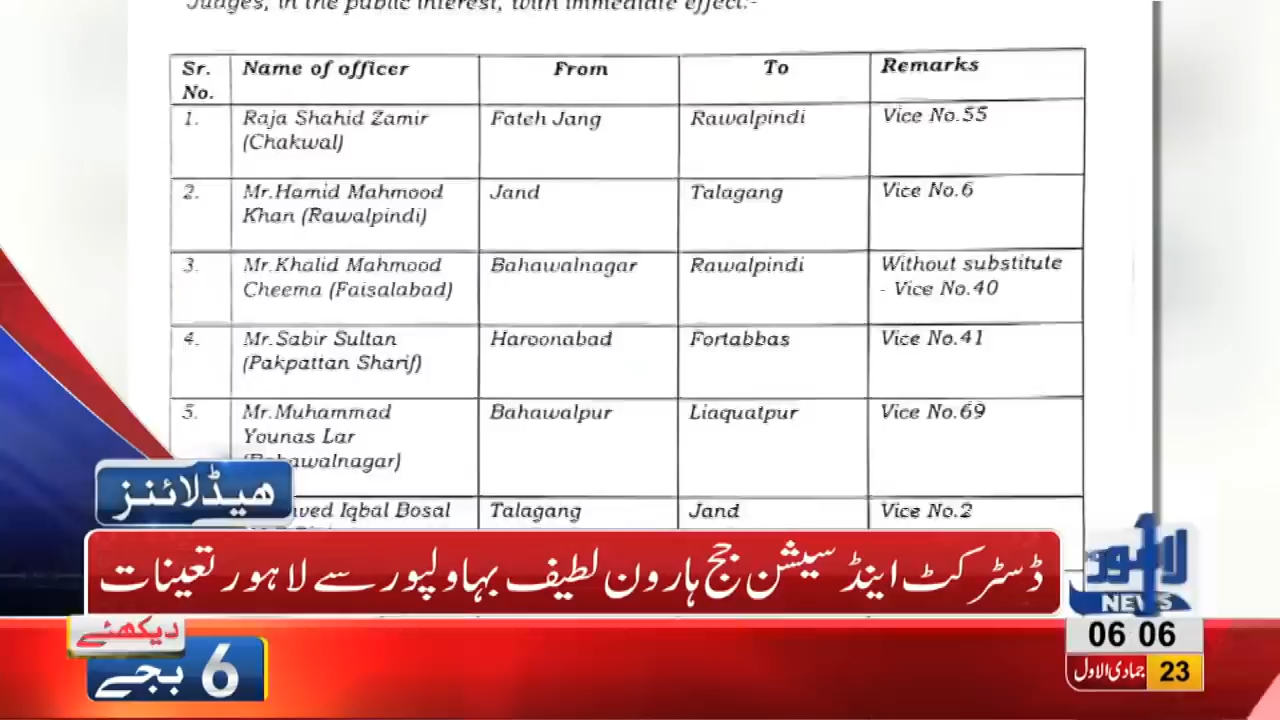 Judges, in the public interest, with immediate effect:-
Sr. No. Name of officer From To Remarks
1. Raja Shahid Zamir (Chakwal) Fateh Jang Rawalpindi Vice No.55
2. Mr.Hamid Mahmood Khan (Rawalpindi) Jand Talagang Vice No.6
3. Mr.Khalid Mahmood Cheema (Faisalabad) Bahawalnagar Rawalpindi Without substitute - Vice No.40
4. Mr.Sabir Sultan (Pakpattan Sharif) Haroonabad Fortabbas Vice No.41
5. Mr.Muhammad Younas Lar (Bahawalnagar) Bahawalpur Liaquatpur Vice No.69
Iqbal Bosal Talagang Jand Vice No.2
ھیڈلائنز
ڈسٹرکٹ اینڈ سیشن جج ہارون لطیف بہاولپور سے لاہور تعینات
لاہور
NEWS
دیکھئے
6 بجے
06 06
23 جمادی الاول